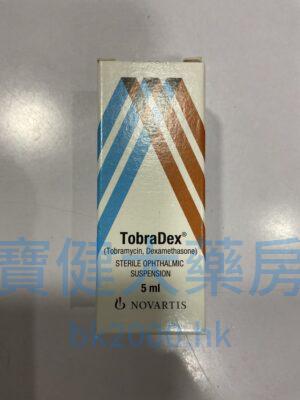 TobraDex®
(Tobramycin, Dexamethasone)
STERILE OPHTHALMIC
SUSPENSION
寶健大藥房
5 ml
NOVARTIS
bk2000.hk